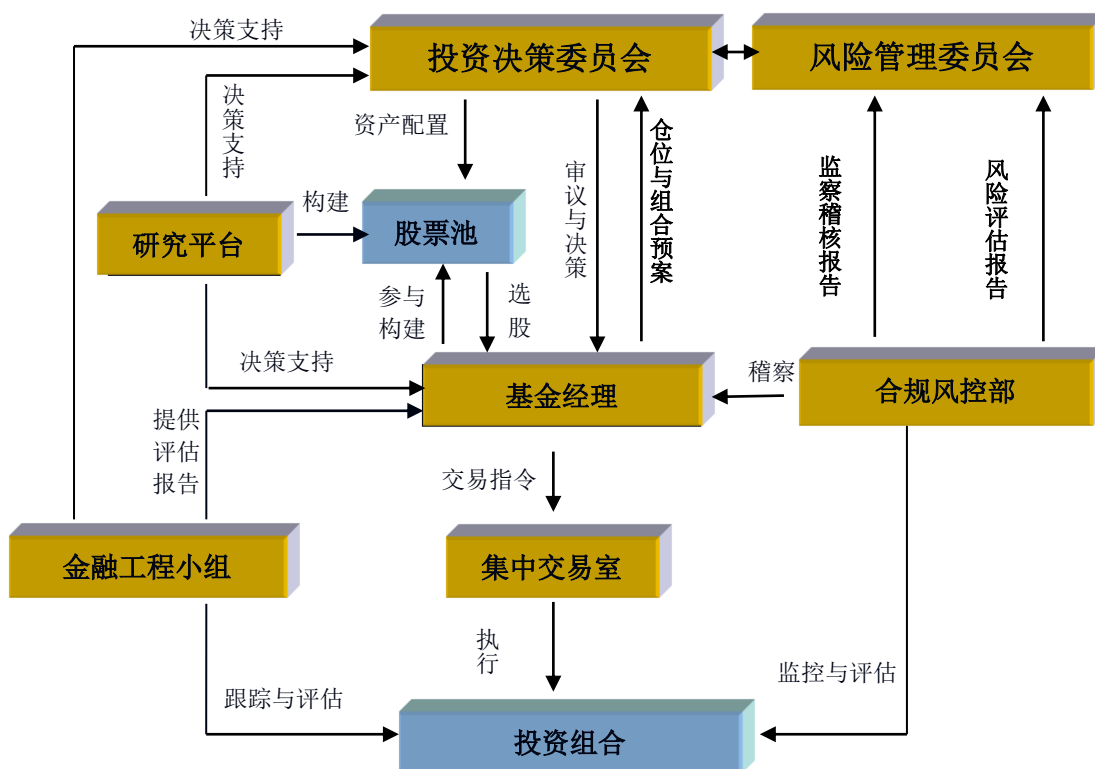 决策支持
投资决策委员会
风险管理委员会
决策支持
资产配置
审议与决策
仓位与组合预案
监察稽核报告
风险评估报告
研究平台
构建
股票池
参与
构建
选股
决策支持
基金经理
稽察
合规风控部
提供
评估
报告
交易指令
金融工程小组
集中交易室
执行
跟踪与评估
监控与评估
投资组合